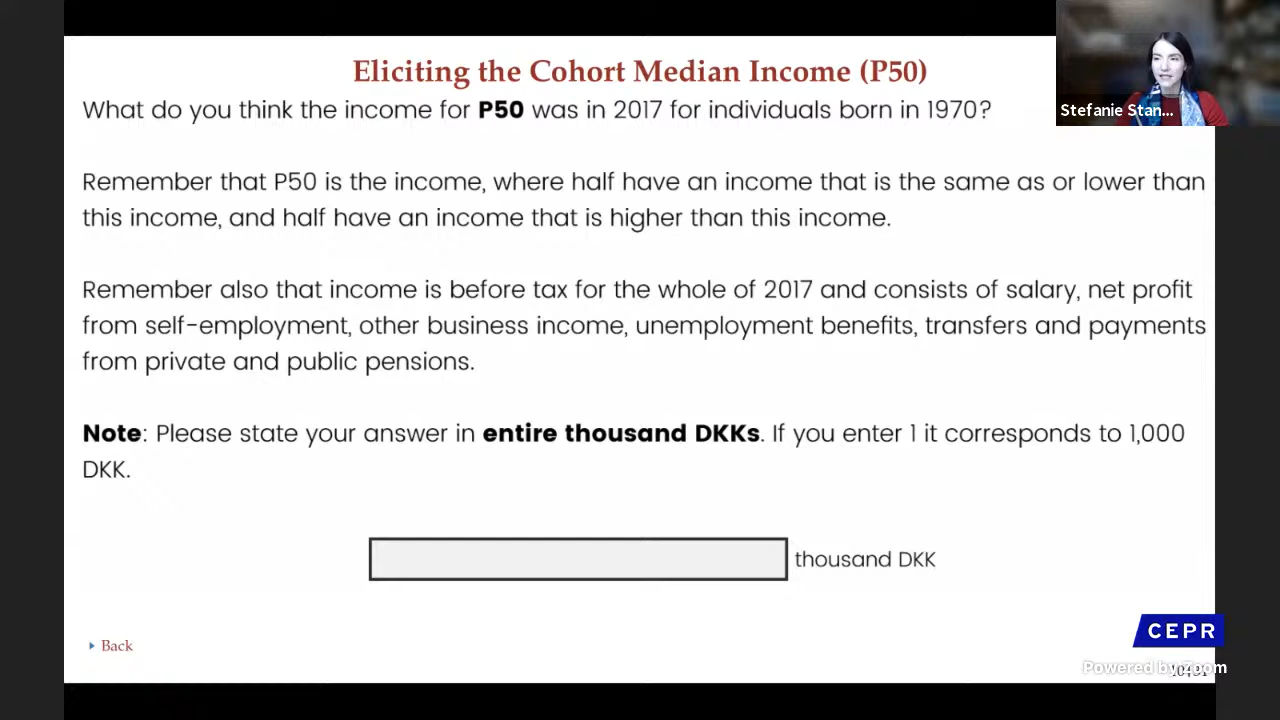 Eliciting the Cohort Median Income (P50)
What do you think the income for P50 was in 2017 for individuals born in 1970?
Remember that P50 is the income, where half have an income that is the same as or lower than
this income, and half have an income that is higher than this income.
Remember also that income is before tax for the whole of 2017 and consists of salary, net profit
from self-employment, other business income, unemployment benefits, transfers and payments
from private and public pensions.
Note: Please state your answer in entire thousand DKKs. If you enter 1 it corresponds to 1,000
DKK.
thousand DKK
Back
Stefanie Stan...
CEPR
Powered by Zoom